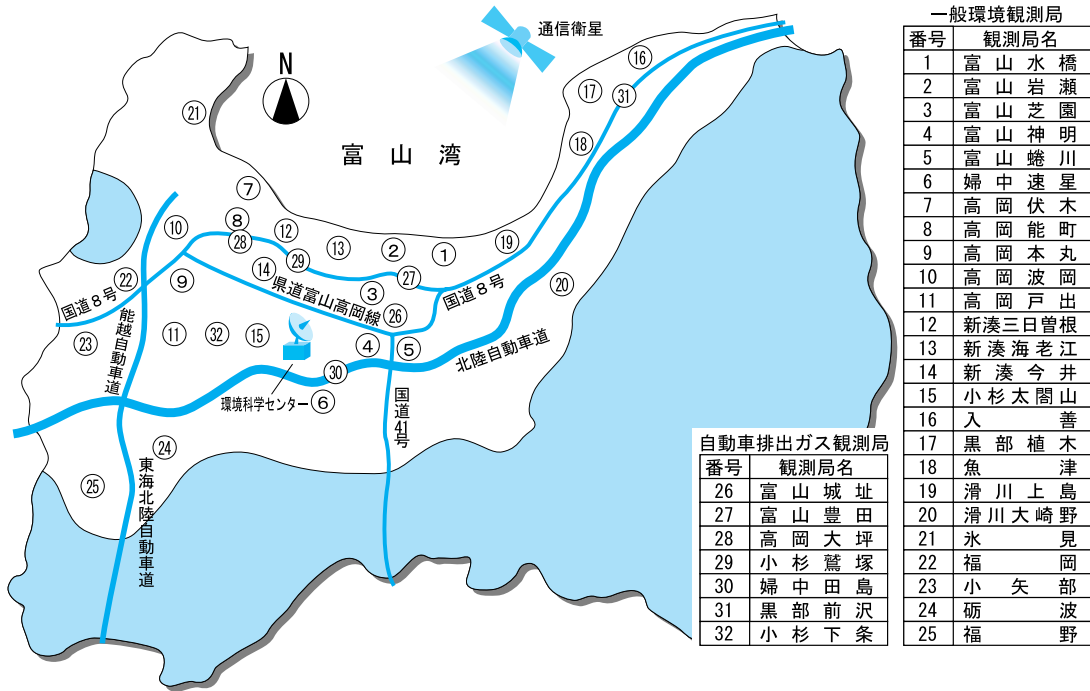 通信衛星
N
富山湾
16
17
31
18
21
7
8
28
10
12
13
2
1
19
29
14
27
22
9
3
20
国道8号
県道富山高岡線
26
国道8号
能越自動車道
23
11
32
15
4
5
北陸自動車道
30
環境科学センター
6
国道41号
24
25
東海北陸自動車道
一般環境観測局
番号 観測局名
1 富山水橋
2 富山岩瀬
3 富山芝園
4 富山神明
5 富山蜷川
6 婦中速星
7 高岡伏木
8 高岡能町
9 高岡本丸
10 高岡波岡
11 高岡戸出
12 新湊三日曽根
13 新湊海老江
14 新湊今井
15 小杉太閤山
16 入善
17 黒部植木
18 魚津
19 滑川上島
20 滑川大崎野
21 氷見
22 福岡
23 小矢部
24 砺波
25 福野
自動車排出ガス観測局
番号 観測局名
26 富山城址
27 富山豊田
28 高岡大坪
29 小杉鷲塚
30 婦中田島
31 黒部前沢
32 小杉下条